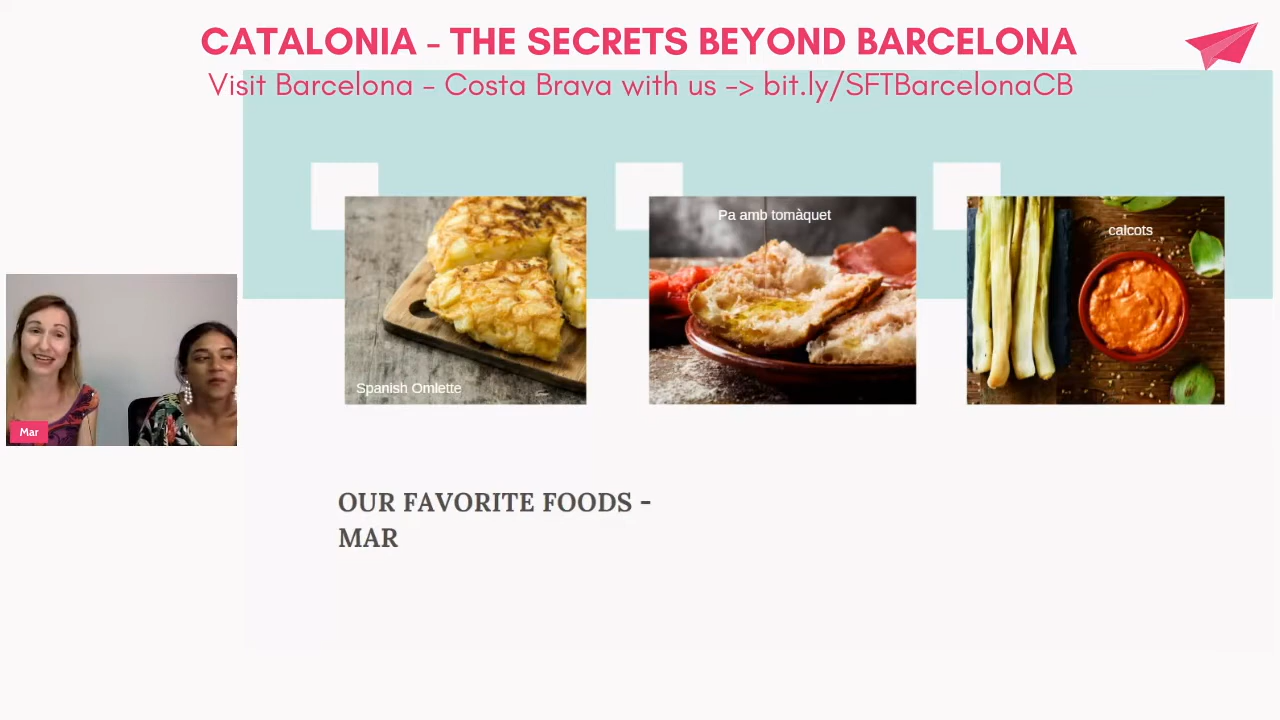 CATALONIA - THE SECRETS BEYOND BARCELONA
Visit Barcelona - Costa Brava with us -> bit.ly/SFTBarcelonaCB
Pa amb tomàquet
calcots
Spanish Omlette
Mar
OUR FAVORITE FOODS -
MAR